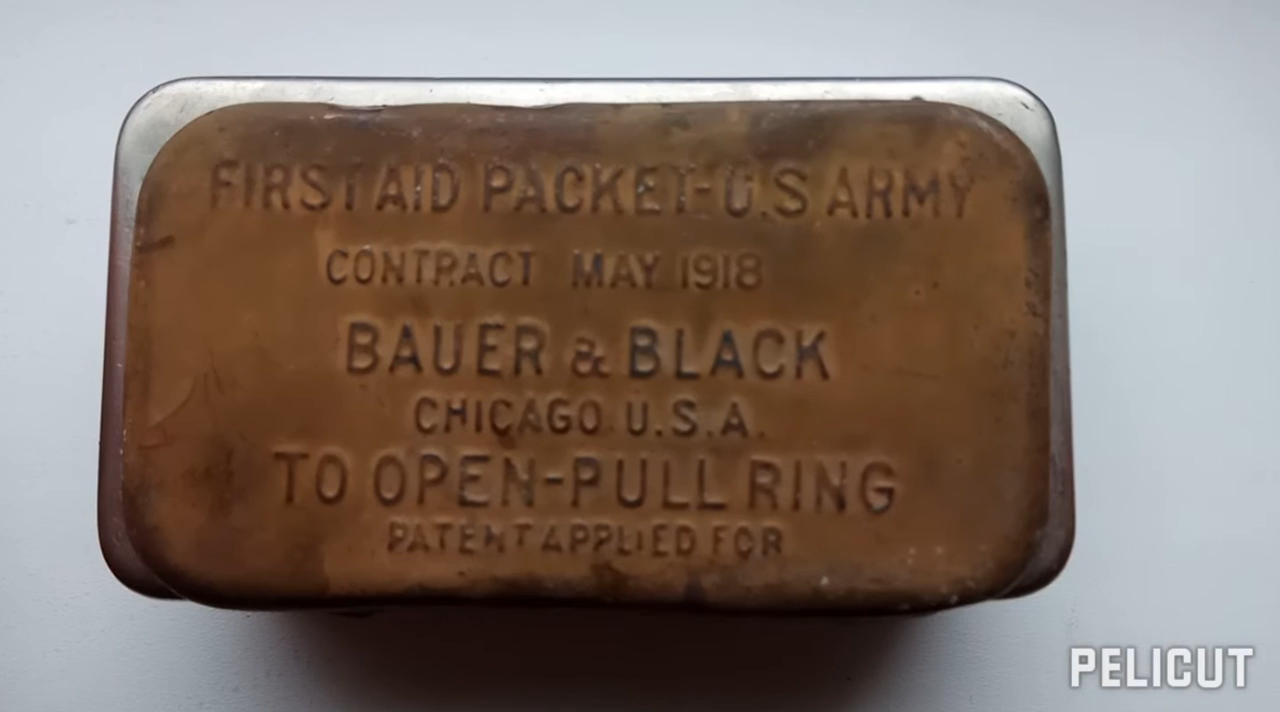 FIRST AID PACKET-U.S ARMY
CONTRACT MAY 1918
BAUER & BLACK
CHICAGO U.S.A.
TO OPEN-PULL RING
PATENT APPLIED FOR
PELICUT